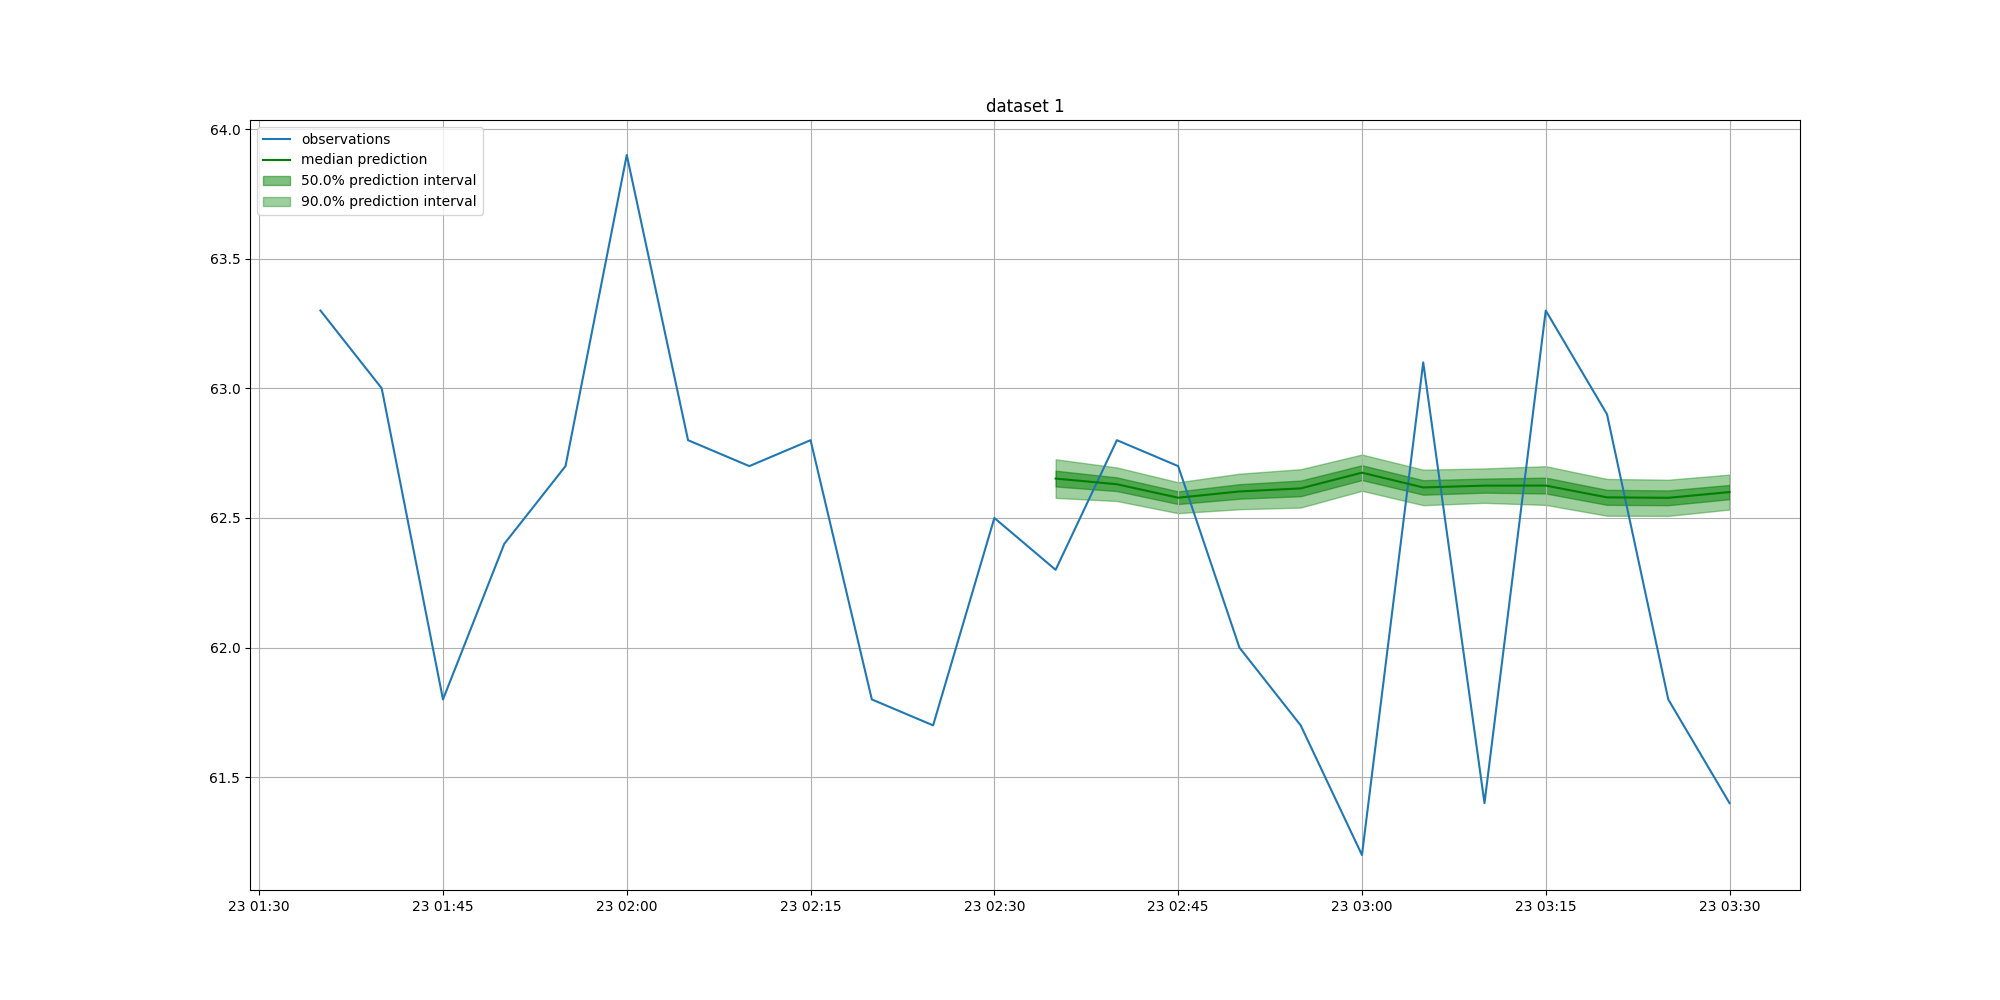 dataset 1
observations
median prediction
50.0% prediction interval
90.0% prediction interval
64.0
63.5
63.0
62.5
62.0
61.5
23 01:30 23 01:45 23 02:00 23 02:15 23 02:30 23 02:45 23 03:00 23 03:15 23 03:30